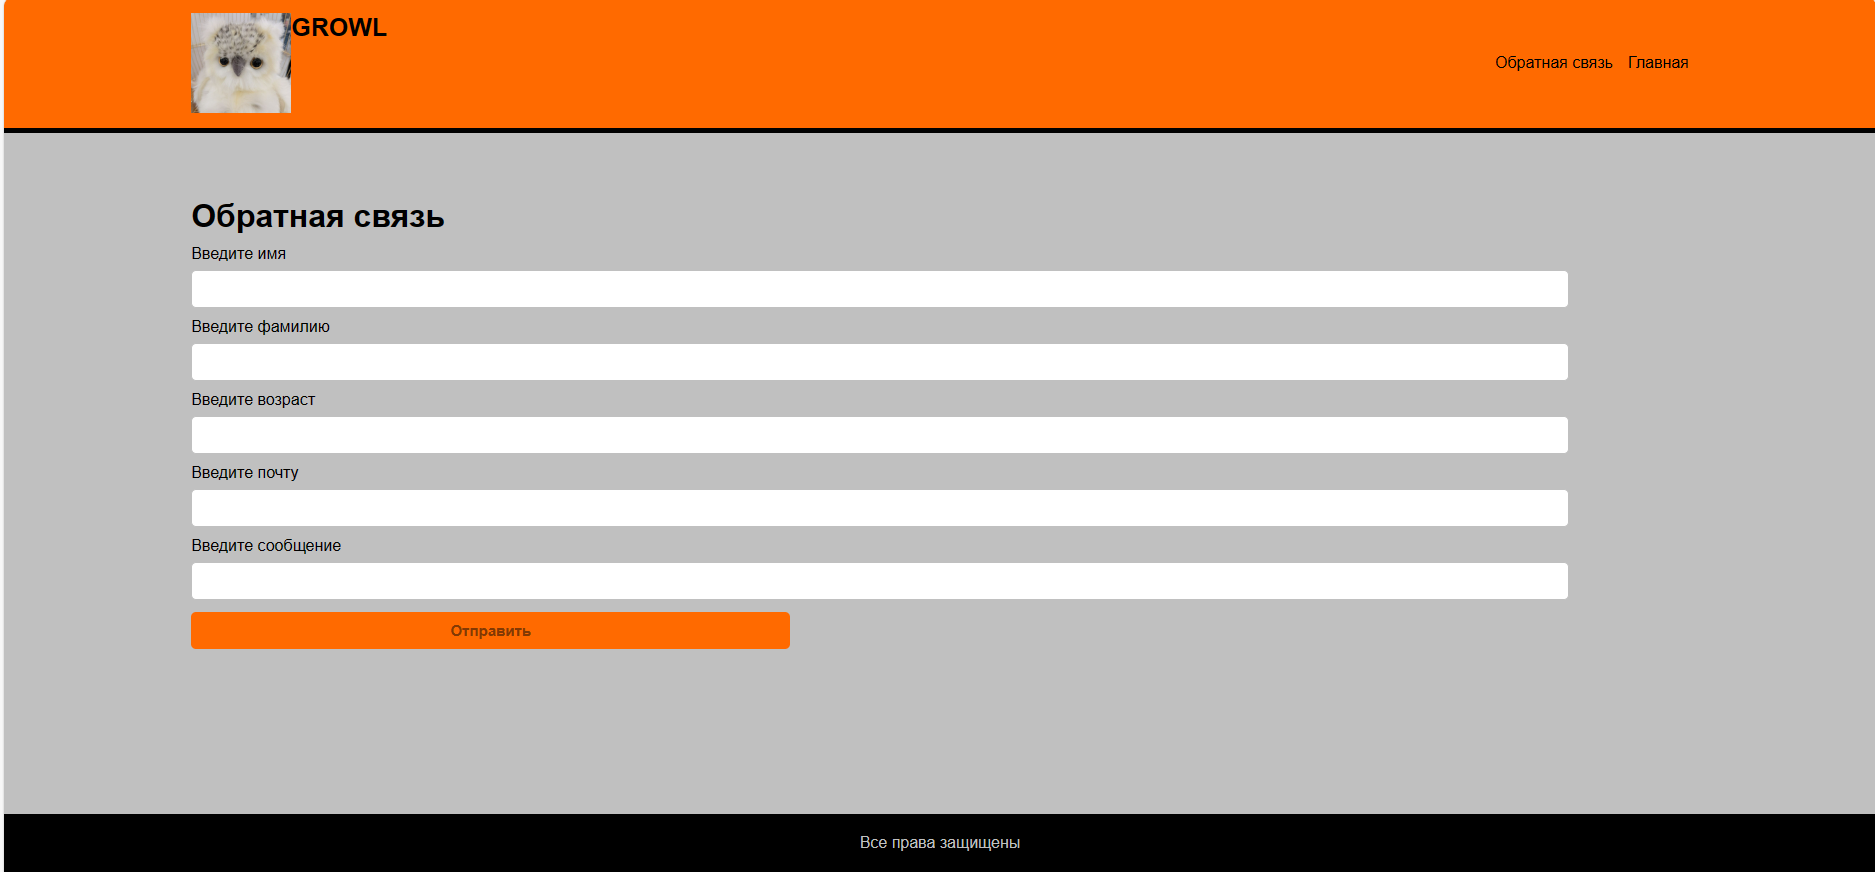 GROWL
Обратная связь Главная
Обратная связь
Введите имя
Введите фамилию
Введите возраст
Введите почту
Введите сообщение
Отправить
Все права защищены